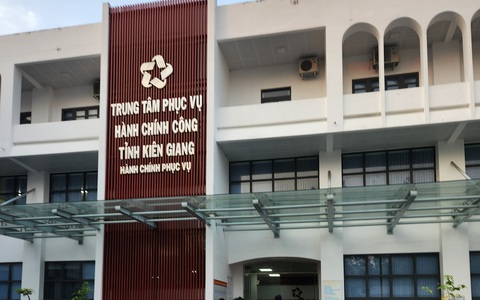 TRUNG TÂM PHỤC VỤ
HÀNH CHÍNH CÔNG
TỈNH KIÊN GIANG
HÀNH CHÍNH PHỤC VỤ